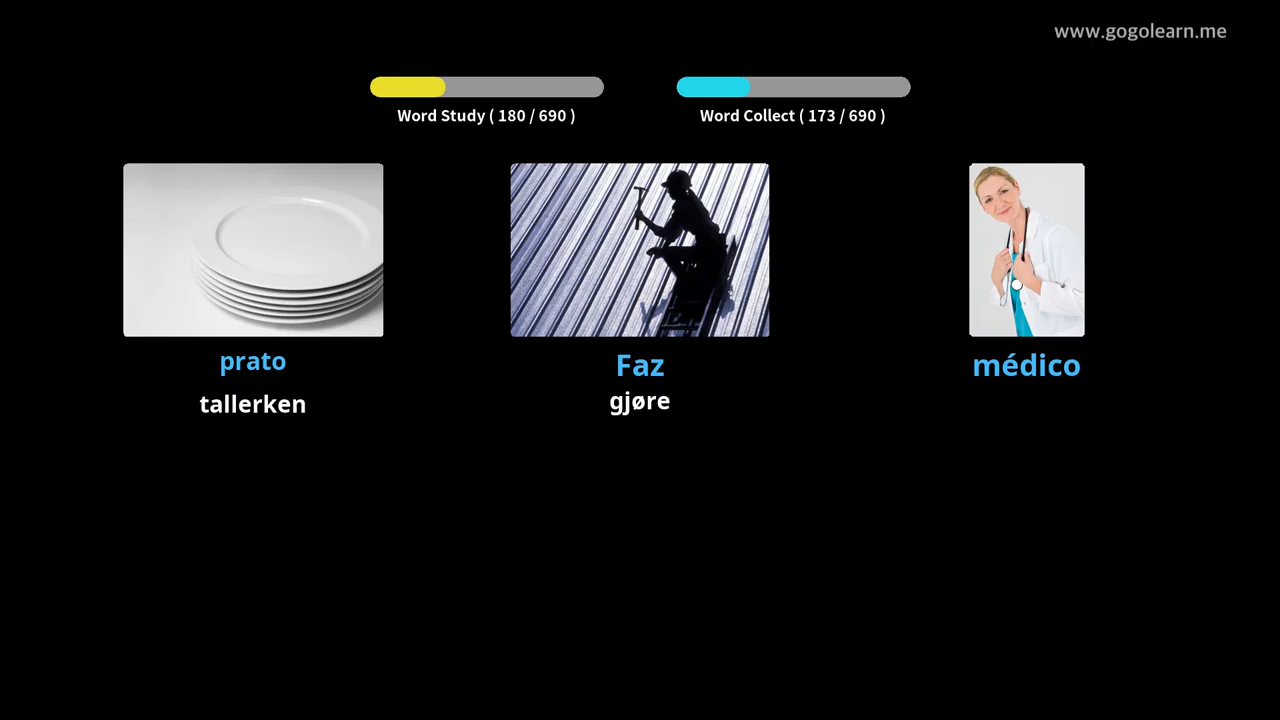 www.gogolearn.me
Word Study ( 180 / 690 )
Word Collect ( 173 / 690 )
prato
tallerken
Faz
gjøre
médico